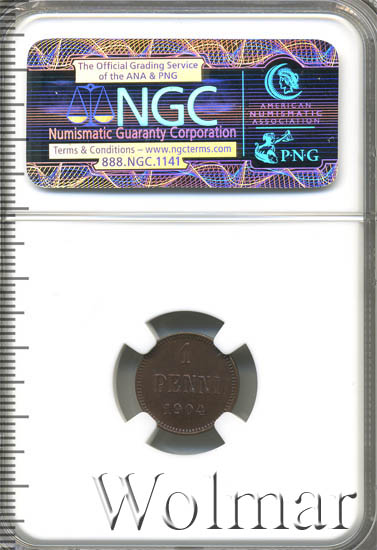 The Official Grading Service
of the ANA & PNG
NGC
Numismatic Guaranty Corporation
Terms & Conditions – www.ngcterms.com
888.NGC.1141
AMERICAN
NUMISMATIC
ASSOCIATION
P·N·G
1
PENNI
1904
Wolmar